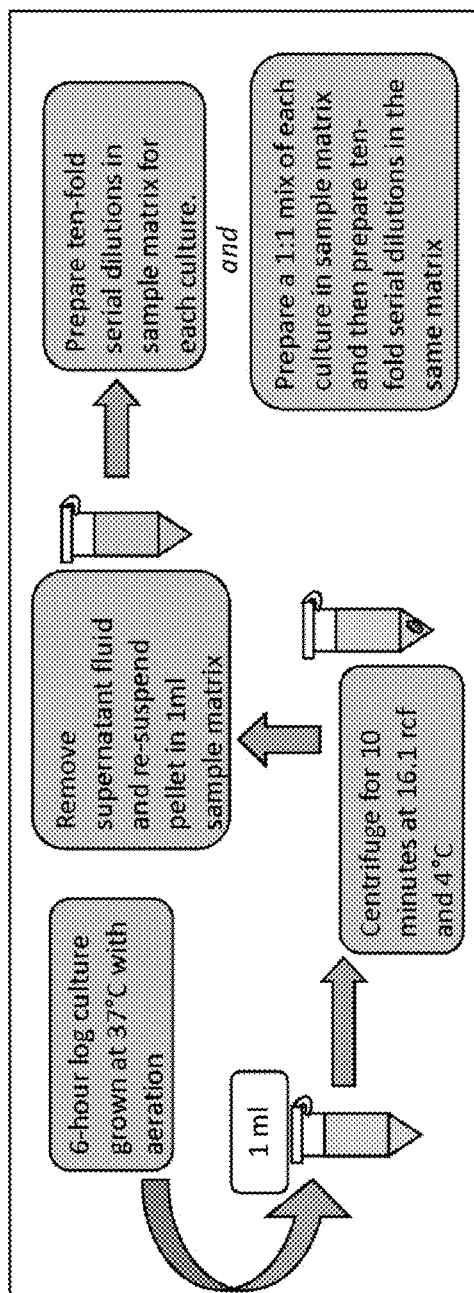 6-hour log culture
grown at 37°C with
aeration
1 ml
Centrifuge for 10
minutes at 16.1 rcf
and 4°C
Remove
supernatant fluid
and re-suspend
pellet in 1ml
sample matrix
Prepare ten-fold
serial dilutions in
sample matrix for
each culture.
and
Prepare a 1:1 mix of each
culture in sample matrix
and then prepare ten-
fold serial dilutions in the
same matrix